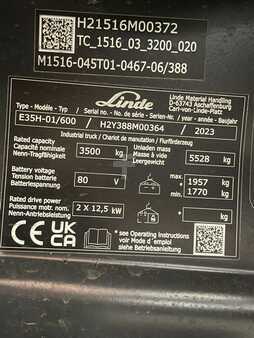 H21516M00372
TC_1516_03_3200_020
M1516-045T01-0467-06/388
Linde
Linde Material Handling
D-63743 Aschaffenburg
Carl-von-Linde-Platz
Type - Modèle - Typ / Serial no. - No. de série - Serien-Nr. / year - année - Baujahr
E35H-01/600 / H2Y388M00364 / 2023
Industrial truck / Chariot de manutention / Flurförderzeug
Rated capacity
Capacité nominale
Nenn-Tragfähigkeit
3500 kg
Unladen mass
Masse à vide
Leergewicht
5528 kg
Battery voltage
Tension batterie
Batteriespannung
80 V
max 1957 kg
min 1770 kg
Rated drive power
Puissance motr. nom.
Nenn-Antriebsleistung
2 X 12,5 kW
see Operating instructions
voir Mode d'emploi
siehe Betriebsanleitung
CE
UK
CA